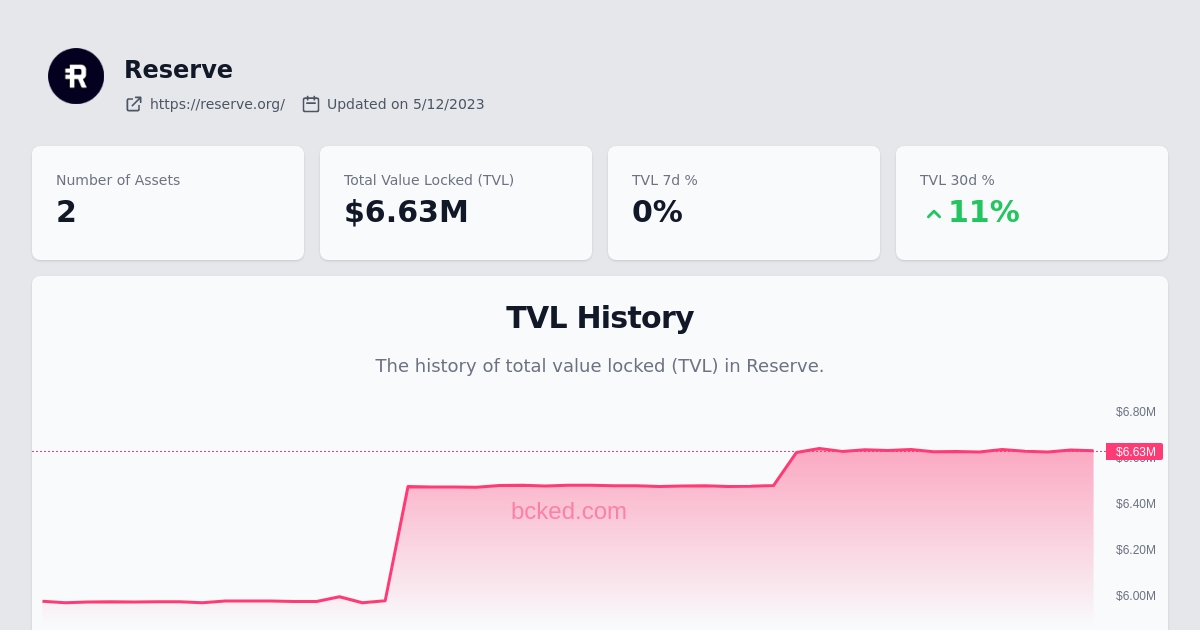 Reserve
https://reserve.org/ Updated on 5/12/2023
Number of Assets
2
Total Value Locked (TVL)
$6.63M
TVL 7d %
0%
TVL 30d %
11%
TVL History
The history of total value locked (TVL) in Reserve.
$6.80M
$6.63M
$6.40M
$6.20M
$6.00M
bcked.com